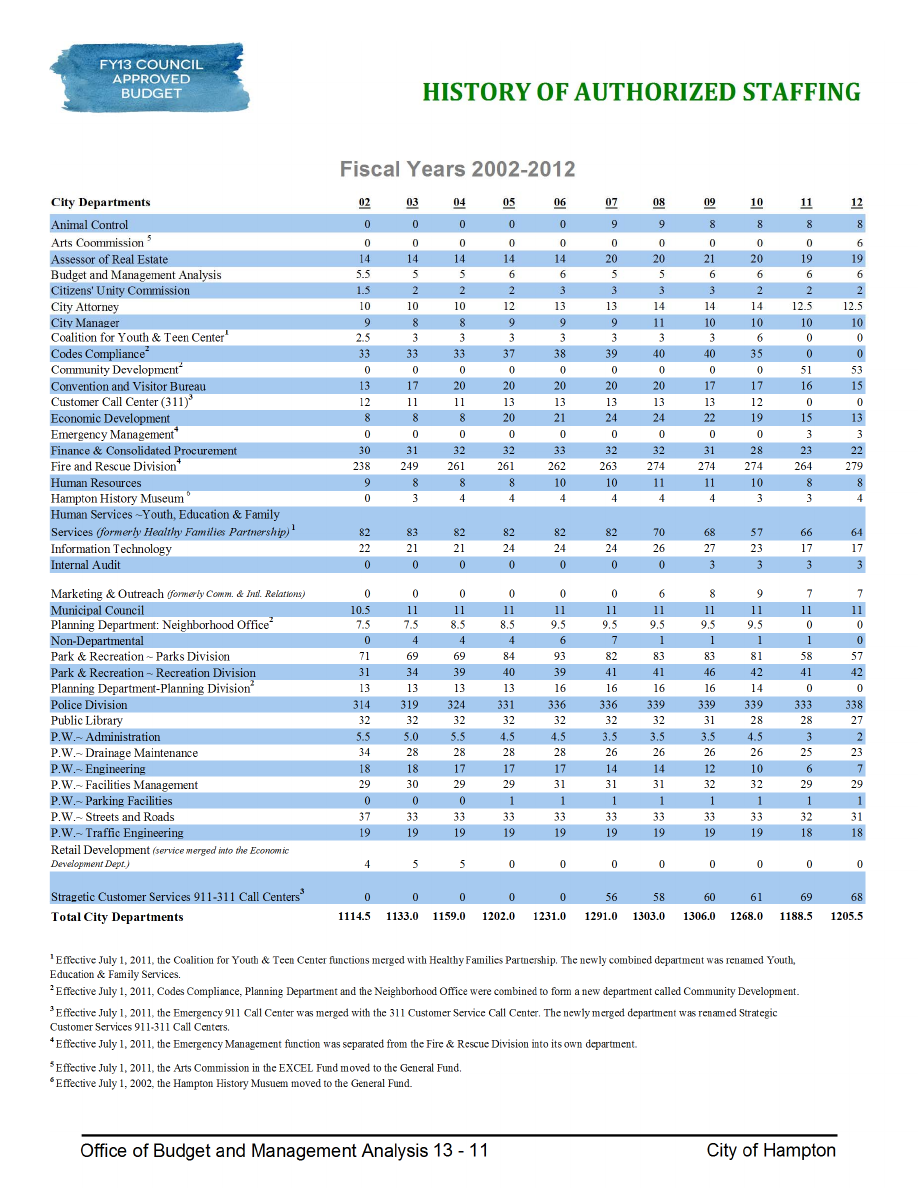 FY13 COUNCIL
APPROVED
BUDGET
HISTORY OF AUTHORIZED STAFFING
Fiscal Years 2002-2012
City Departments 02 03 04 05 06 07 08 09 10 11 12
Animal Control 0 0 0 0 0 9 9 8 8 8 8
Arts Coommission 5 0 0 0 0 0 0 0 0 0 0 6
Assessor of Real Estate 14 14 14 14 14 20 20 21 20 19 19
Budget and Management Analysis 5.5 5 5 6 6 5 5 6 6 6 6
Citizens' Unity Commission 1.5 2 2 2 3 3 3 3 2 2 2
City Attorney 10 10 10 12 13 13 14 14 14 12.5 12.5
City Manager 9 8 8 9 9 9 11 10 10 10 10
Coalition for Youth & Teen Center1 2.5 3 3 3 3 3 3 3 6 0 0
Codes Compliance2 33 33 33 37 38 39 40 40 35 0 0
Community Development2 0 0 0 0 0 0 0 0 0 51 53
Convention and Visitor Bureau 13 17 20 20 20 20 20 17 17 16 15
Customer Call Center (311)3 12 11 11 13 13 13 13 13 12 0 0
Economic Development 8 8 8 20 21 24 24 22 19 15 13
Emergency Management4 0 0 0 0 0 0 0 0 0 3 3
Finance & Consolidated Procurement 30 31 32 32 33 32 32 31 28 23 22
Fire and Rescue Division4 238 249 261 261 262 263 274 274 274 264 279
Human Resources 9 8 8 8 10 10 11 11 10 8 8
Hampton History Museum 6 0 3 4 4 4 4 4 4 3 3 4
Human Services ~Youth, Education & Family
Services (formerly Healthy Families Partnership) 1 82 83 82 82 82 82 70 68 57 66 64
Information Technology 22 21 21 24 24 24 26 27 23 17 17
Internal Audit 0 0 0 0 0 0 0 3 3 3 3
Marketing & Outreach (formerly Comm. & Intl. Relations) 0 0 0 0 0 0 6 8 9 7 7
Municipal Council 10.5 11 11 11 11 11 11 11 11 11 11
Planning Department: Neighborhood Office2 7.5 7.5 8.5 8.5 9.5 9.5 9.5 9.5 9.5 0 0
Non-Departmental 0 4 4 4 6 7 1 1 1 1 0
Park & Recreation ~ Parks Division 71 69 69 84 93 82 83 83 81 58 57
Park & Recreation ~ Recreation Division 31 34 39 40 39 41 41 46 42 41 42
Planning Department-Planning Division2 13 13 13 13 16 16 16 16 14 0 0
Police Division 314 319 324 331 336 336 339 339 339 333 338
Public Library 32 32 32 32 32 32 32 31 28 28 27
P.W.~ Administration 5.5 5.0 5.5 4.5 4.5 3.5 3.5 3.5 4.5 3 2
P.W.~ Drainage Maintenance 34 28 28 28 28 26 26 26 26 25 23
P.W.~ Engineering 18 18 17 17 17 14 14 12 10 6 7
P.W.~ Facilities Management 29 30 29 29 31 31 31 32 32 29 29
P.W.~ Parking Facilities 0 0 0 1 1 1 1 1 1 1 1
P.W.~ Streets and Roads 37 33 33 33 33 33 33 33 33 32 31
P.W.~ Traffic Engineering 19 19 19 19 19 19 19 19 19 18 18
Retail Development (service merged into the Economic
Development Dept.) 4 5 5 0 0 0 0 0 0 0 0
Stragetic Customer Services 911-311 Call Centers3 0 0 0 0 0 56 58 60 61 69 68
Total City Departments 1114.5 1133.0 1159.0 1202.0 1231.0 1291.0 1303.0 1306.0 1268.0 1188.5 1205.5
1 Effective July 1, 2011, the Coalition for Youth & Teen Center functions merged with Healthy Families Partnership. The newly combined department was renamed Youth,
Education & Family Services.
2 Effective July 1, 2011, Codes Compliance, Planning Department and the Neighborhood Office were combined to form a new department called Community Development.
3 Effective July 1, 2011, the Emergency 911 Call Center was merged with the 311 Customer Service Call Center. The newly merged department was renamed Strategic
Customer Services 911-311 Call Centers.
4 Effective July 1, 2011, the Emergency Management function was separated from the Fire & Rescue Division into its own department.
5 Effective July 1, 2011, the Arts Commission in the EXCEL Fund moved to the General Fund.
6 Effective July 1, 2002, the Hampton History Musuem moved to the General Fund.
Office of Budget and Management Analysis 13 - 11 City of Hampton